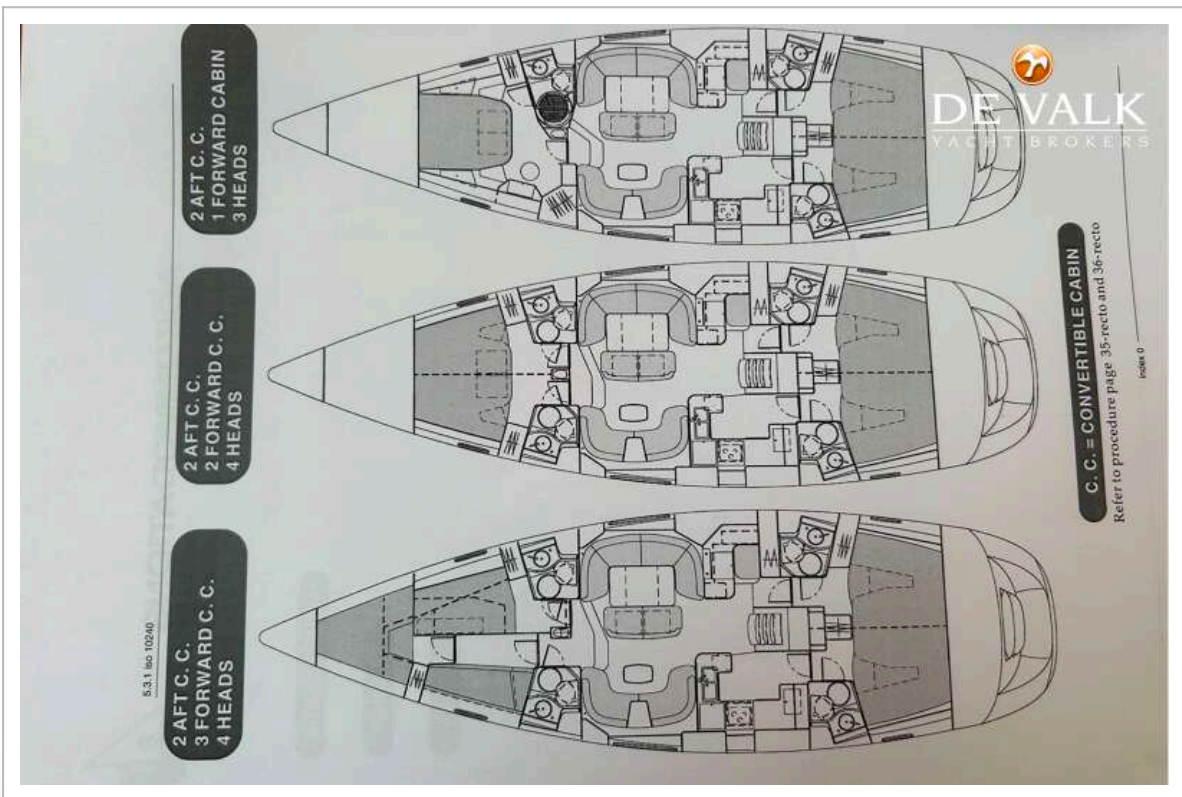 2 AFT C. C.
1 FORWARD CABIN
3 HEADS
2 AFT C. C.
2 FORWARD C. C.
4 HEADS
2 AFT C. C.
3 FORWARD C. C.
4 HEADS
5.3.1 iso 10240
DE VALK
YACHT BROKERS
C. C. = CONVERTIBLE CABIN
Refer to procedure page 35-recto and 36-recto
index 0